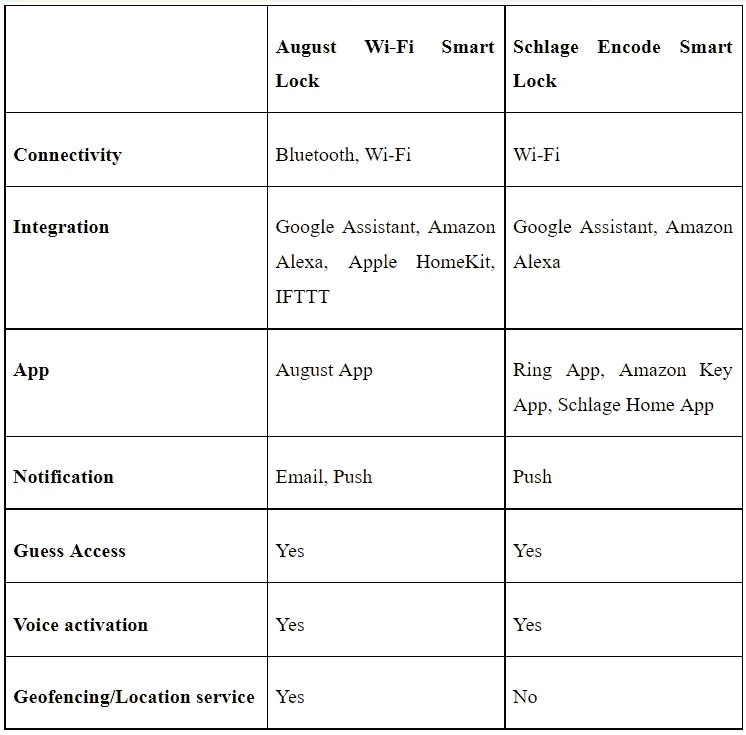 August Wi-Fi Smart
Lock
Schlage Encode Smart
Lock
Connectivity
Bluetooth, Wi-Fi
Wi-Fi
Integration
Google Assistant, Amazon
Alexa, Apple HomeKit,
IFTTT
Google Assistant, Amazon
Alexa
App
August App
Ring App, Amazon Key
App, Schlage Home App
Notification
Email, Push
Push
Guess Access
Yes
Yes
Voice activation
Yes
Yes
Geofencing/Location service
Yes
No